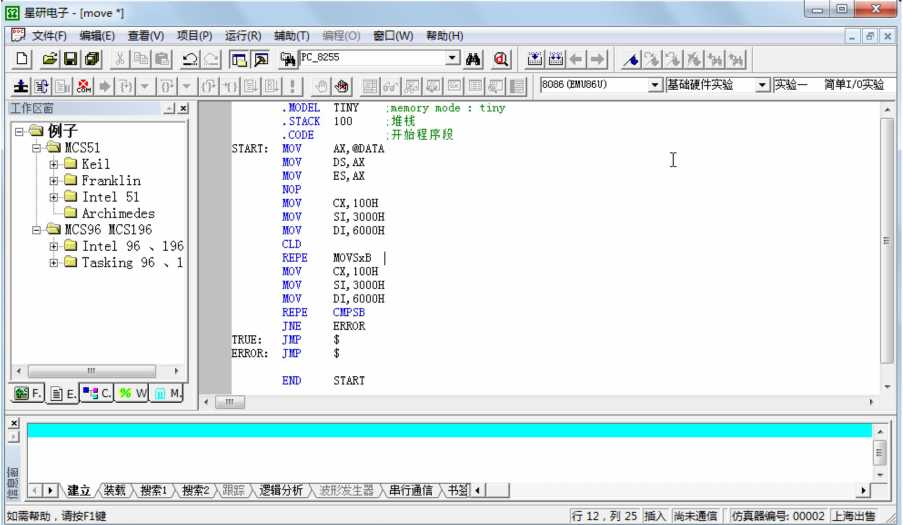 星研电子 - [move *]
文件(F) 编辑(E) 查看(V) 项目(P) 运行(R) 辅助(T) 编程(O) 窗口(W) 帮助(H)
PC_8255
8086(EMU86U) 基础硬件实验 实验一 简单I/0实验
工作区窗
例子
MCS51
Keil
Franklin
Intel 51
Archimedes
MCS96 MCS196
Intel 96 、196
Tasking 96 、1
F. E. C. W M.
.MODEL TINY ;memory mode : tiny
.STACK 100 ;堆栈
.CODE ;开始程序段
START: MOV AX,@DATA
MOV DS,AX
MOV ES,AX
NOP
MOV CX,100H
MOV SI,3000H
MOV DI,6000H
CLD
REPE MOVSxB
MOV CX,100H
MOV SI,3000H
MOV DI,6000H
REPE CMPSB
JNE ERROR
TRUE: JMP $
ERROR: JMP $
END START
信息窗
建立 装载 搜索1 搜索2 跟踪 逻辑分析 波形发生器 串行通信 书签
如需帮助，请按F1键 行 12，列 25 插入 尚未通信 仿真器编号: 00002 上海出售